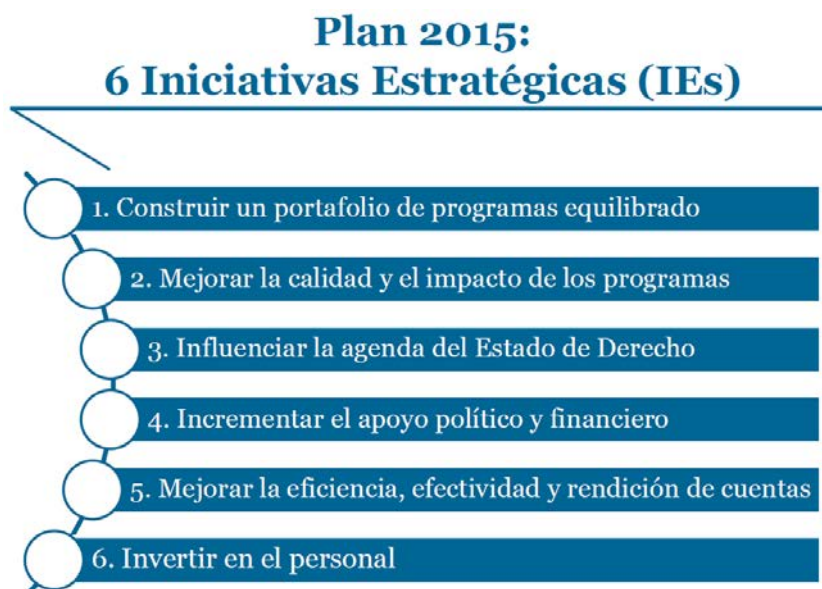 Plan 2015:
6 Iniciativas Estratégicas (IEs)
1. Construir un portafolio de programas equilibrado
2. Mejorar la calidad y el impacto de los programas
3. Influenciar la agenda del Estado de Derecho
4. Incrementar el apoyo político y financiero
5. Mejorar la eficiencia, efectividad y rendición de cuentas
6. Invertir en el personal